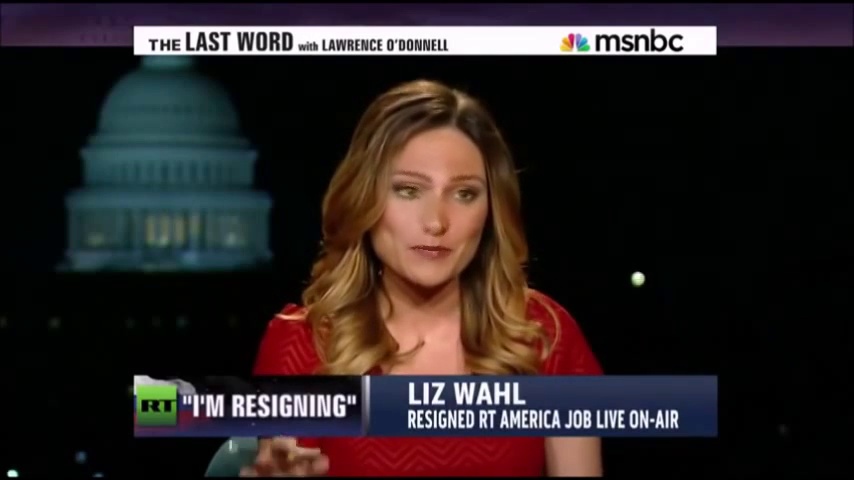 THE LAST WORD WITH LAWRENCE O'DONNELL
msnbc
RT
"I'M RESIGNING"
LIZ WAHL
RESIGNED RT AMERICA JOB LIVE ON-AIR